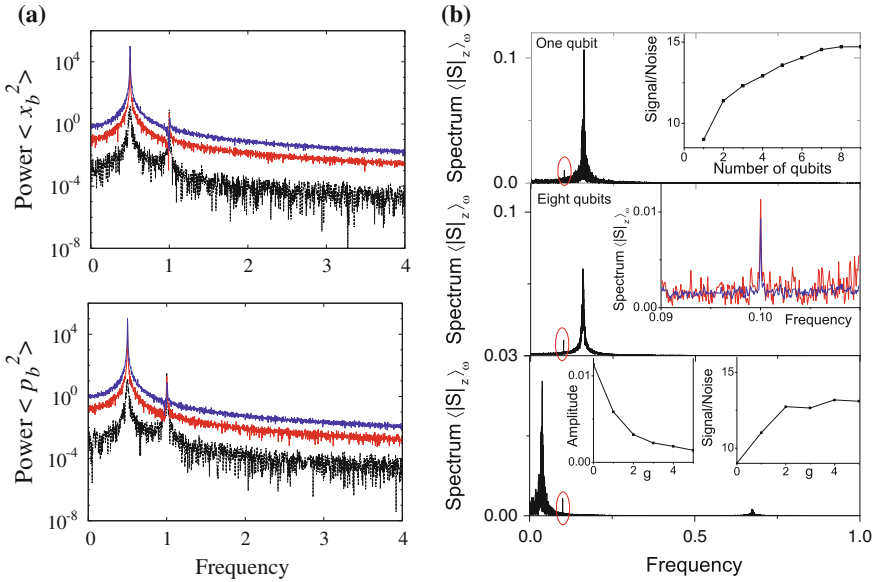 (a)
Power < x_b^2 >
10^4
10^0
10^-4
10^-8
0 1 2 3 4
Power < p_b^2 >
10^4
10^0
10^-4
10^-8
0 1 2 3 4
Frequency
(b)
Spectrum ⟨|S|_z⟩_ω
0.1
0.0
One qubit
Signal/Noise
15
10
0 2 4 6 8
Number of qubits
Spectrum ⟨|S|_z⟩_ω
0.1
Eight qubits
Spectrum ⟨|S|_z⟩_ω
0.01
0.00
0.09 0.10
Frequency
Spectrum ⟨|S|_z⟩_ω
0.03
0.00
Amplitude
0.01
0.00
0 2 4
g
Signal/Noise
15
10
0 2 4
g
0.0 0.5 1.0
Frequency